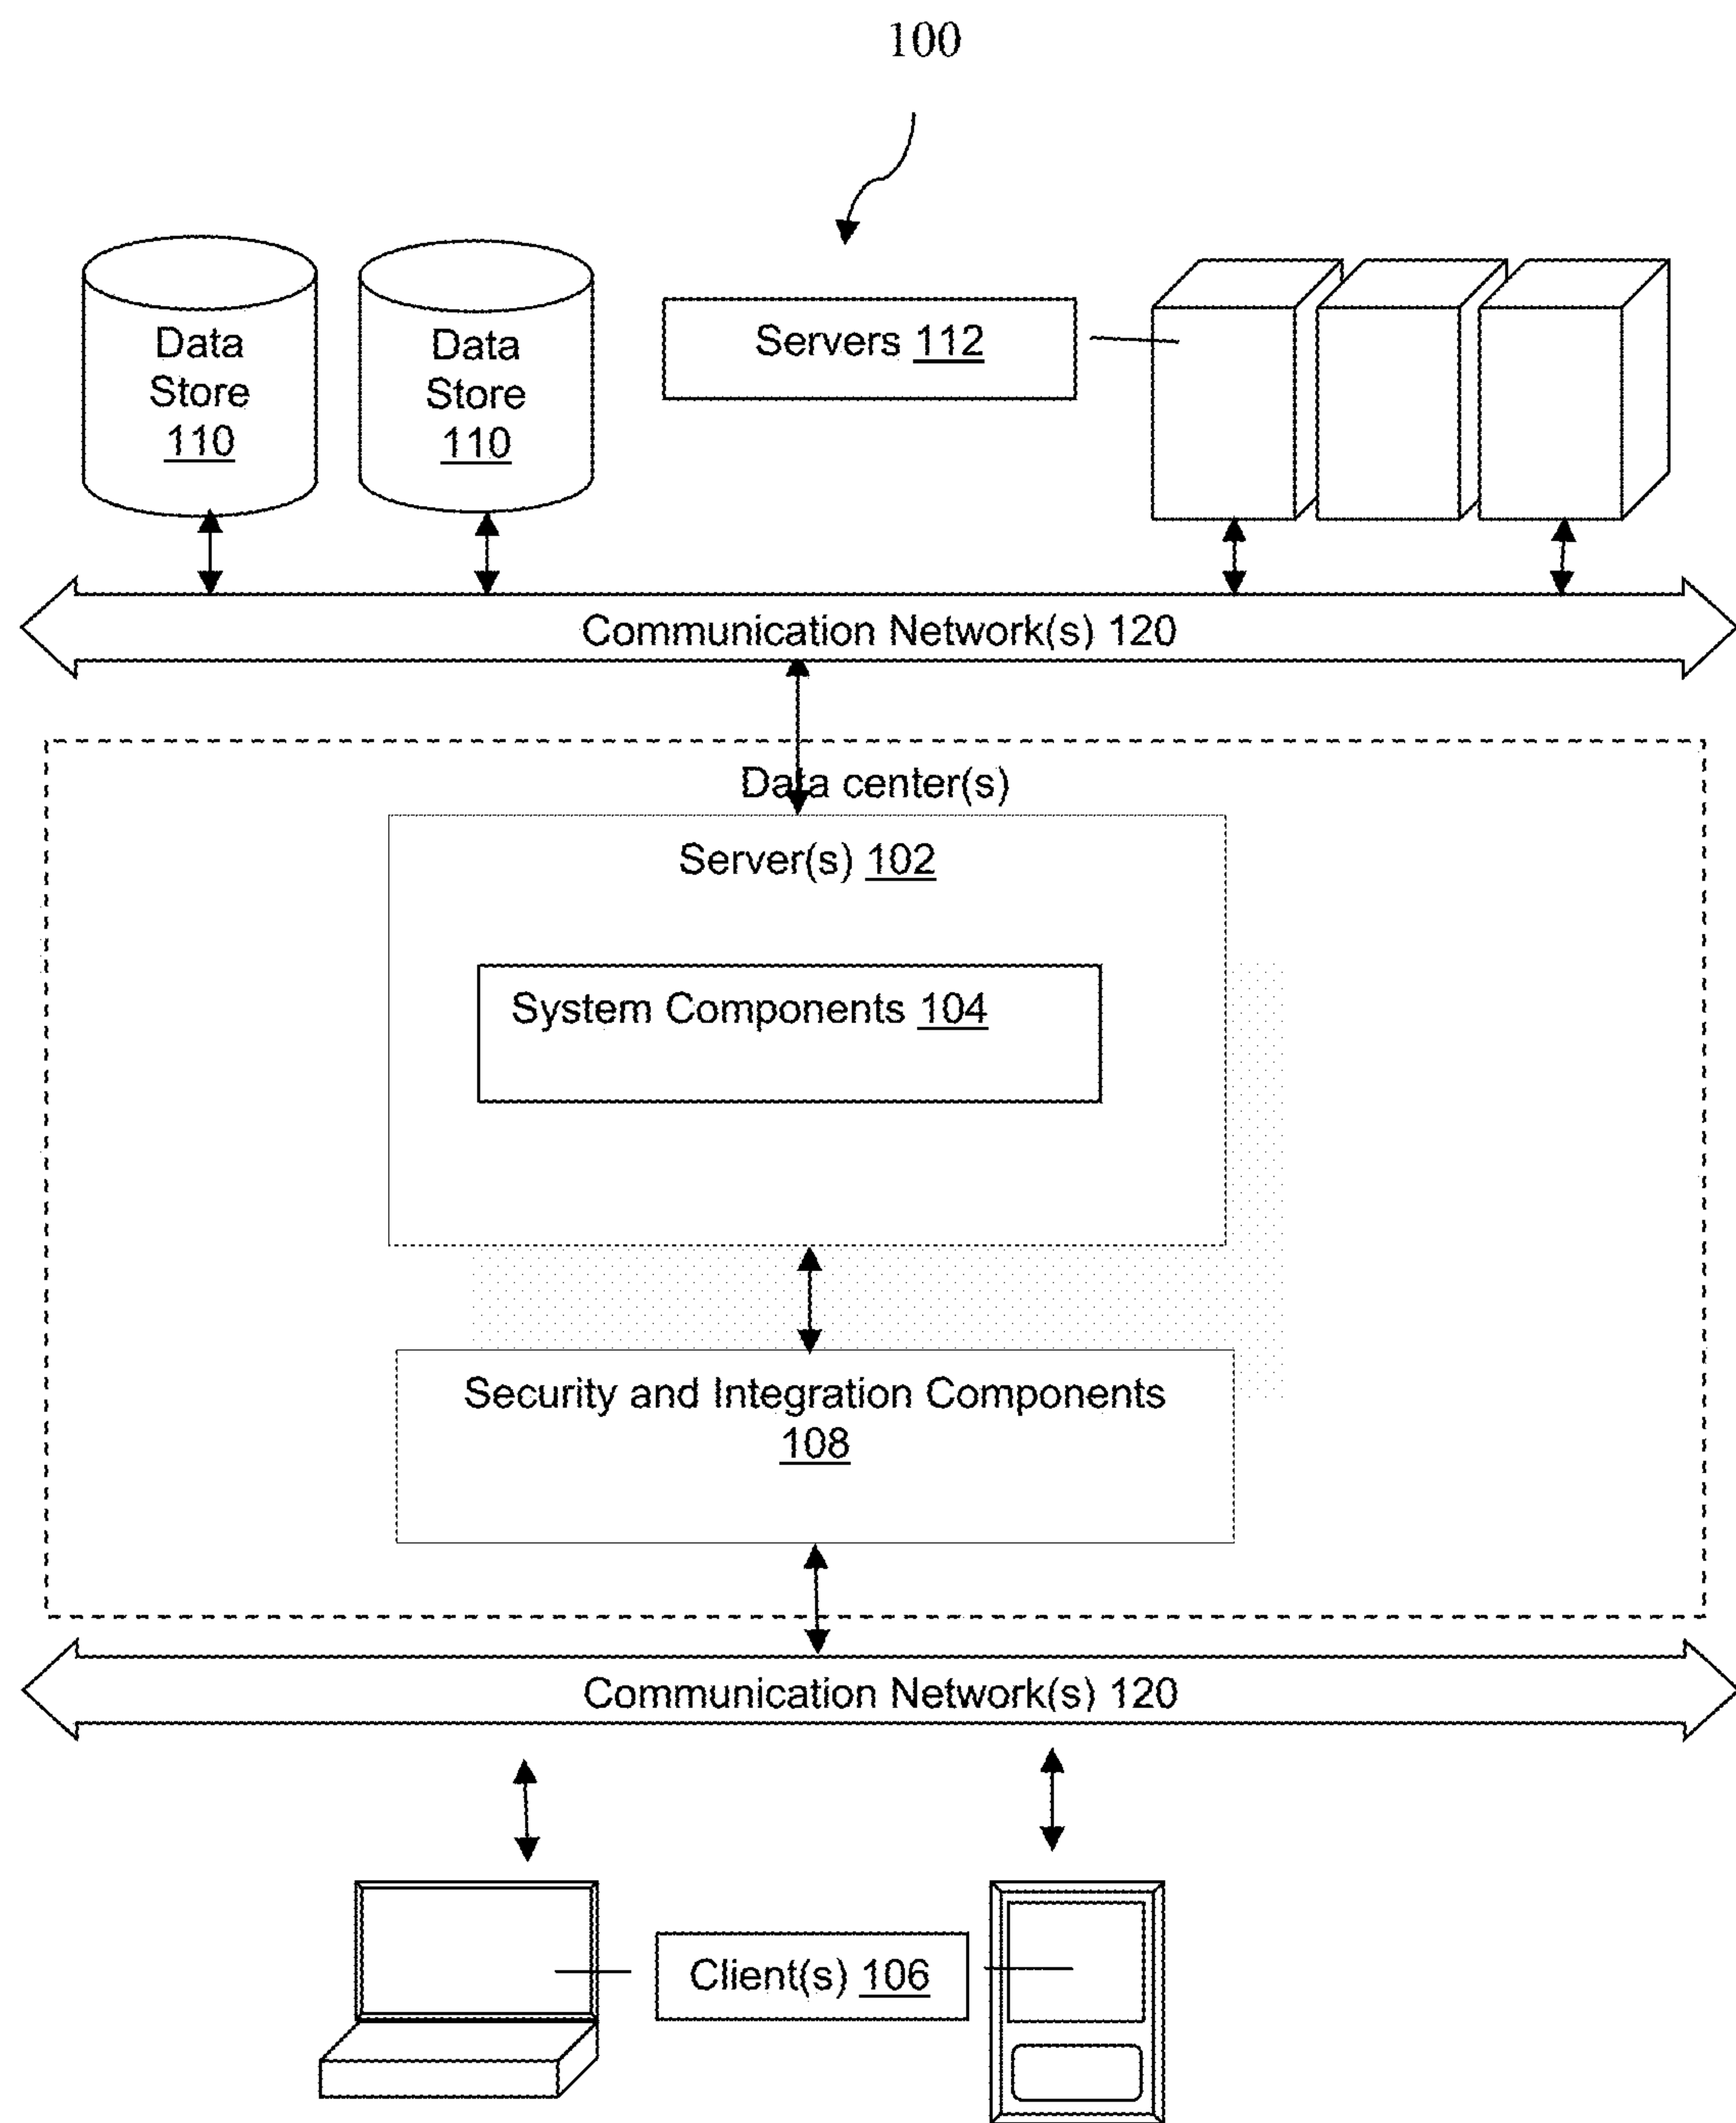 100
Data
Store
110
Data
Store
110
Servers 112
Communication Network(s) 120
Data center(s)
Server(s) 102
System Components 104
Security and Integration Components
108
Communication Network(s) 120
Client(s) 106